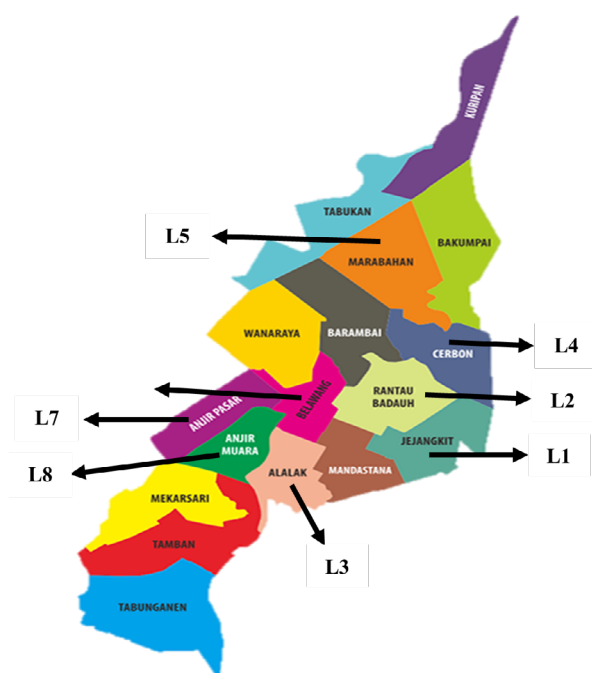 KURIPAN
TABUKAN
L5
BAKUMPAI
MARABAHAN
WANARAYA
BARAMBAI
L4
CERBON
RANTAU
BADAUH
L2
BELAWANG
ANJIR PASAR
L7
ANJIR
MUARA
JEJANGKIT
L1
L8
ALALAK
MANDASTANA
MEKARSARI
TAMBAN
L3
TABUNGANEN